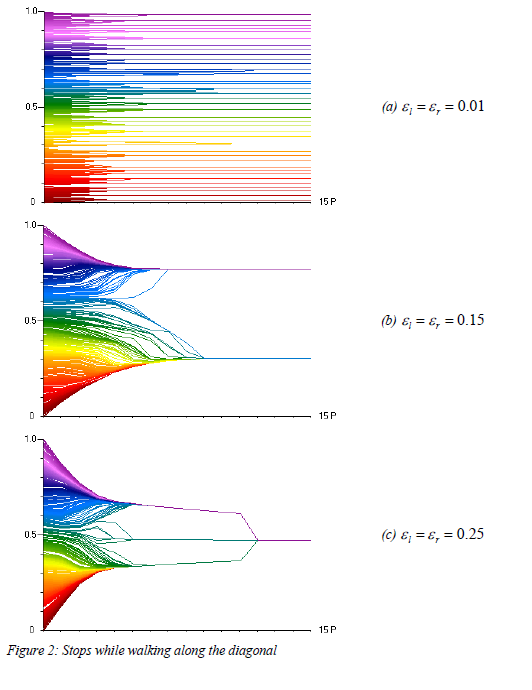 1.0
0.5
0
15 P
(a) εl = εr = 0.01
1.0
0.5
0
15 P
(b) εl = εr = 0.15
1.0
0.5
0
15 P
(c) εl = εr = 0.25
Figure 2: Stops while walking along the diagonal